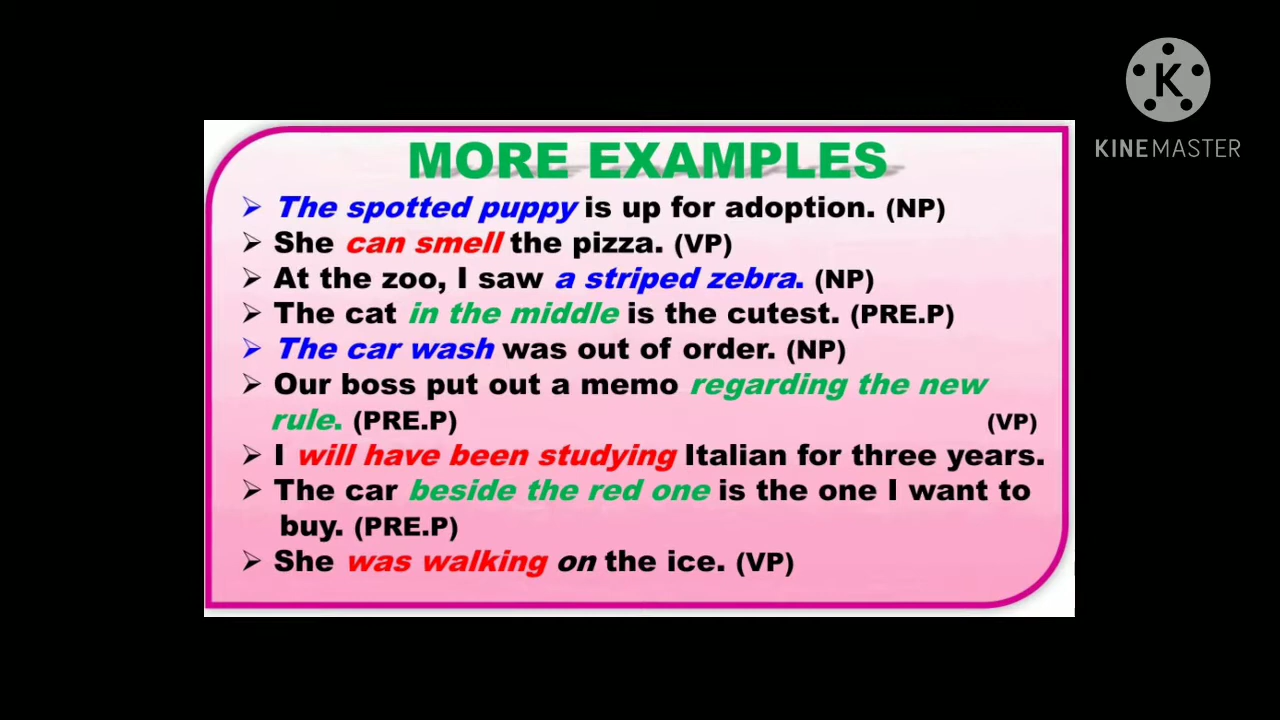 K
KINEMASTER
MORE EXAMPLES
➢ The spotted puppy is up for adoption. (NP)
➢ She can smell the pizza. (VP)
➢ At the zoo, I saw a striped zebra. (NP)
➢ The cat in the middle is the cutest. (PRE.P)
➢ The car wash was out of order. (NP)
➢ Our boss put out a memo regarding the new
rule. (PRE.P) (VP)
➢ I will have been studying Italian for three years.
➢ The car beside the red one is the one I want to
buy. (PRE.P)
➢ She was walking on the ice. (VP)